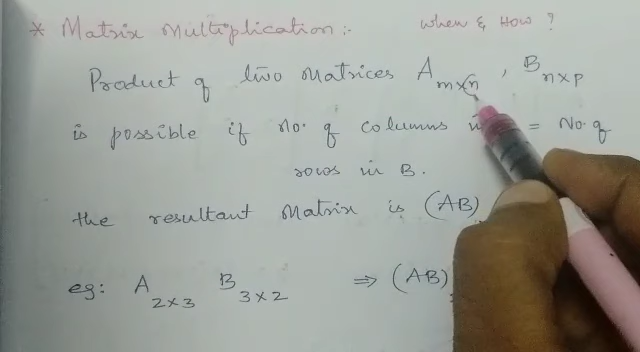 * Matrix Multiplication :- When & How ?
Product of two matrices A m×n , B n×p
is possible if No. of columns = No. of
rows in B.
the resultant Matrix is (AB)
eg: A 2×3 B 3×2 ⇒ (AB)